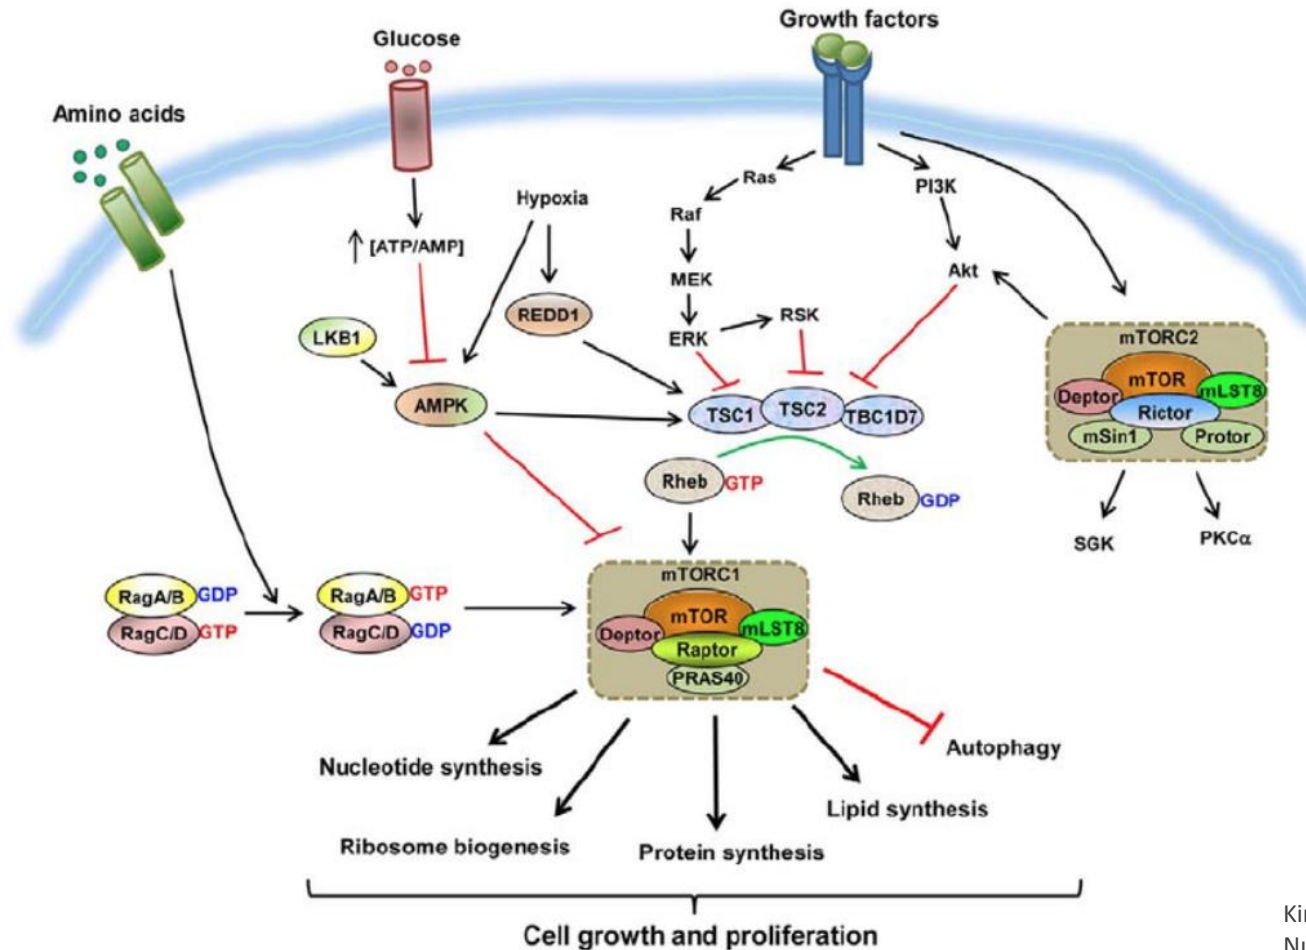 Growth factors
Glucose
Amino acids
Ras
PI3K
Hypoxia
Raf
↑ [ATP/AMP]
Akt
MEK
REDD1
RSK
LKB1
ERK
mTORC2
mTOR
Deptor
mLST8
Rictor
mSin1
Protor
AMPK
TSC1
TSC2
TBC1D7
Rheb GTP
Rheb GDP
SGK
PKCα
RagA/B GDP
RagC/D GTP
RagA/B GTP
RagC/D GDP
mTORC1
mTOR
Deptor
mLST8
Raptor
PRAS40
Autophagy
Nucleotide synthesis
Lipid synthesis
Ribosome biogenesis
Protein synthesis
Cell growth and proliferation